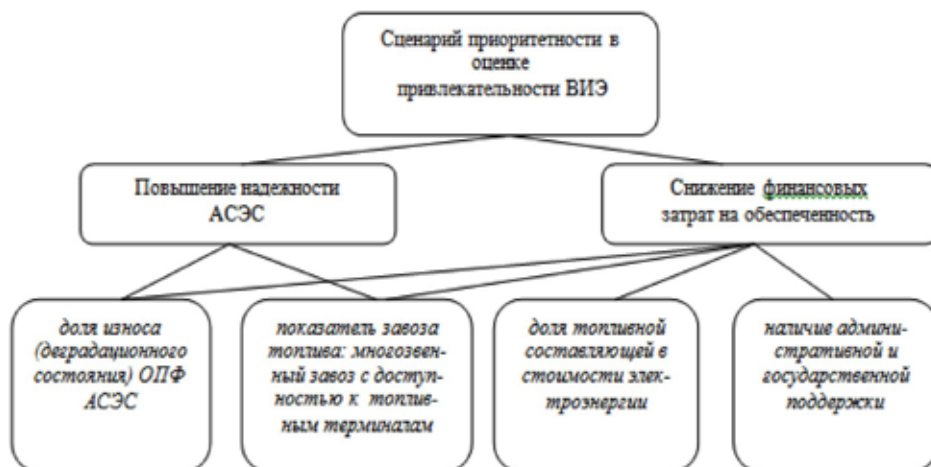 Сценарий приоритетности в
оценке
привлекательности ВИЭ
Повышение надежности
АСЭС
Снижение финансовых
затрат на обеспеченность
доля износа
(деградационного
состояния) ОПФ
АСЭС
показатель завоза
топлива: многозвен-
ный завоз с доступ-
ностью к топлив-
ным терминалам
доля топливной
составляющей в
стоимости элек-
троэнергии
наличие админи-
стративной и
государственной
поддержки